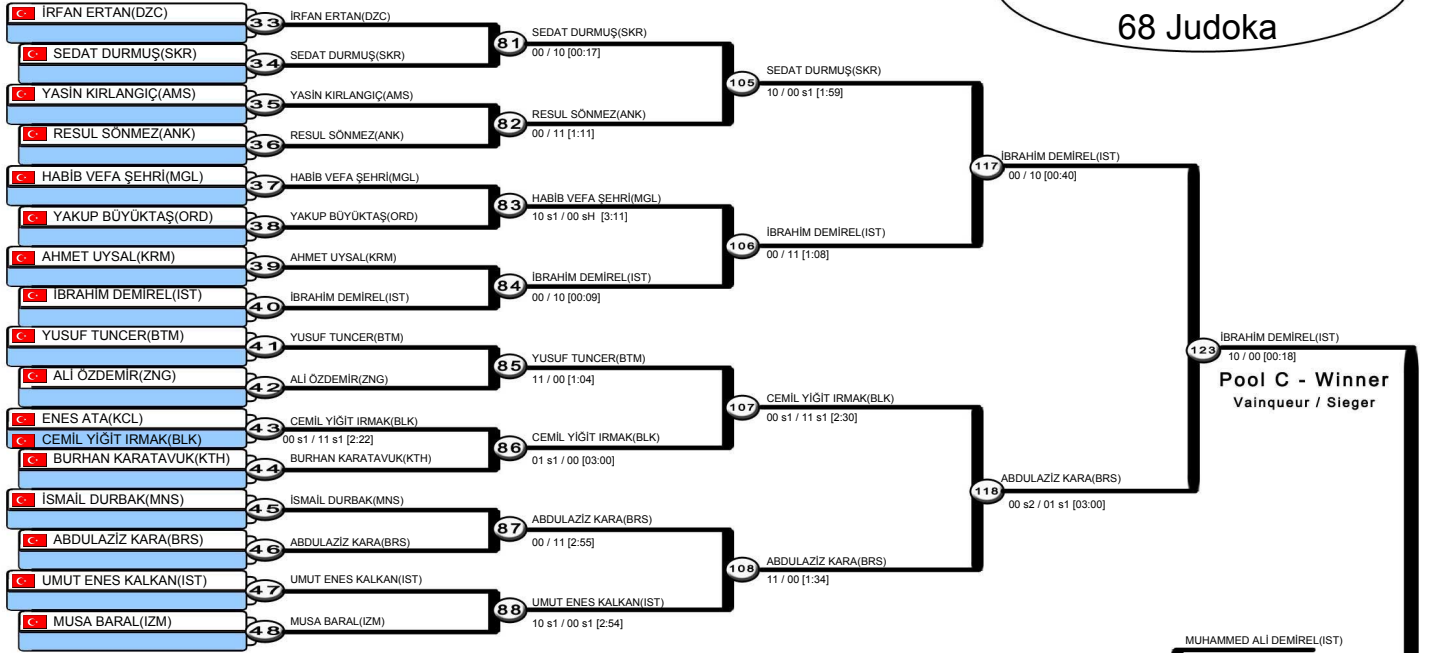 68 Judoka
İRFAN ERTAN(DZC)
33
İRFAN ERTAN(DZC)
SEDAT DURMUŞ(SKR)
34
SEDAT DURMUŞ(SKR)
81
SEDAT DURMUŞ(SKR)
00 / 10 [00:17]
YASİN KIRLANGIÇ(AMS)
35
YASİN KIRLANGIÇ(AMS)
RESUL SÖNMEZ(ANK)
36
RESUL SÖNMEZ(ANK)
82
RESUL SÖNMEZ(ANK)
00 / 11 [1:11]
105
SEDAT DURMUŞ(SKR)
10 / 00 s1 [1:59]
HABİB VEFA ŞEHRİ(MGL)
37
HABİB VEFA ŞEHRİ(MGL)
YAKUP BÜYÜKTAŞ(ORD)
38
YAKUP BÜYÜKTAŞ(ORD)
83
HABİB VEFA ŞEHRİ(MGL)
10 s1 / 00 sH [3:11]
AHMET UYSAL(KRM)
39
AHMET UYSAL(KRM)
İBRAHİM DEMİREL(IST)
40
İBRAHİM DEMİREL(IST)
84
İBRAHİM DEMİREL(IST)
00 / 10 [00:09]
106
İBRAHİM DEMİREL(IST)
00 / 11 [1:08]
117
İBRAHİM DEMİREL(IST)
00 / 10 [00:40]
YUSUF TUNCER(BTM)
41
YUSUF TUNCER(BTM)
ALİ ÖZDEMİR(ZNG)
42
ALİ ÖZDEMİR(ZNG)
85
YUSUF TUNCER(BTM)
11 / 00 [1:04]
ENES ATA(KCL)
CEMİL YİĞİT IRMAK(BLK)
43
CEMİL YİĞİT IRMAK(BLK)
00 s1 / 11 s1 [2:22]
BURHAN KARATAVUK(KTH)
44
BURHAN KARATAVUK(KTH)
86
CEMİL YİĞİT IRMAK(BLK)
01 s1 / 00 [03:00]
107
CEMİL YİĞİT IRMAK(BLK)
00 s1 / 11 s1 [2:30]
İSMAİL DURBAK(MNS)
45
İSMAİL DURBAK(MNS)
ABDULAZİZ KARA(BRS)
46
ABDULAZİZ KARA(BRS)
87
ABDULAZİZ KARA(BRS)
00 / 11 [2:55]
UMUT ENES KALKAN(IST)
47
UMUT ENES KALKAN(IST)
MUSA BARAL(IZM)
48
MUSA BARAL(IZM)
88
UMUT ENES KALKAN(IST)
10 s1 / 00 s1 [2:54]
108
ABDULAZİZ KARA(BRS)
11 / 00 [1:34]
118
ABDULAZİZ KARA(BRS)
00 s2 / 01 s1 [03:00]
123
İBRAHİM DEMİREL(IST)
10 / 00 [00:18]
Pool C - Winner
Vainqueur / Sieger
MUHAMMED ALİ DEMİREL(IST)